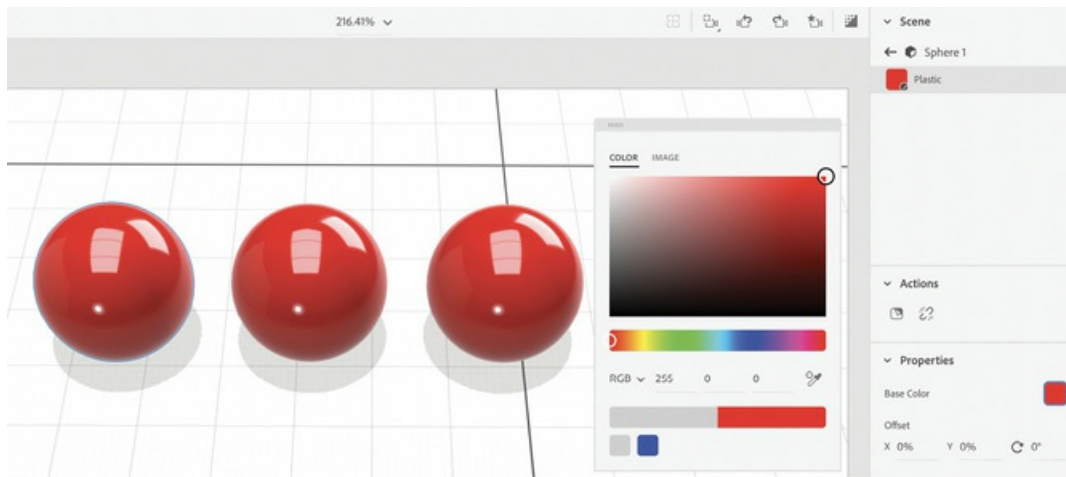 216.41%
Scene
Sphere 1
Plastic
COLOR IMAGE
RGB 255 0 0
Actions
Properties
Base Color
Offset
X 0% Y 0% 0°